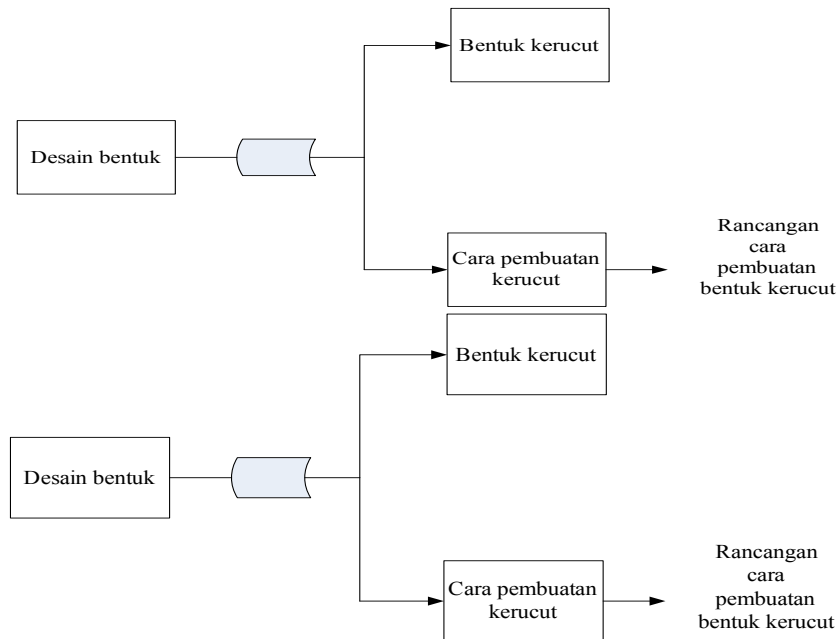 Bentuk kerucut
Desain bentuk
Cara pembuatan
kerucut
Rancangan
cara
pembuatan
bentuk kerucut
Bentuk kerucut
Desain bentuk
Cara pembuatan
kerucut
Rancangan
cara
pembuatan
bentuk kerucut